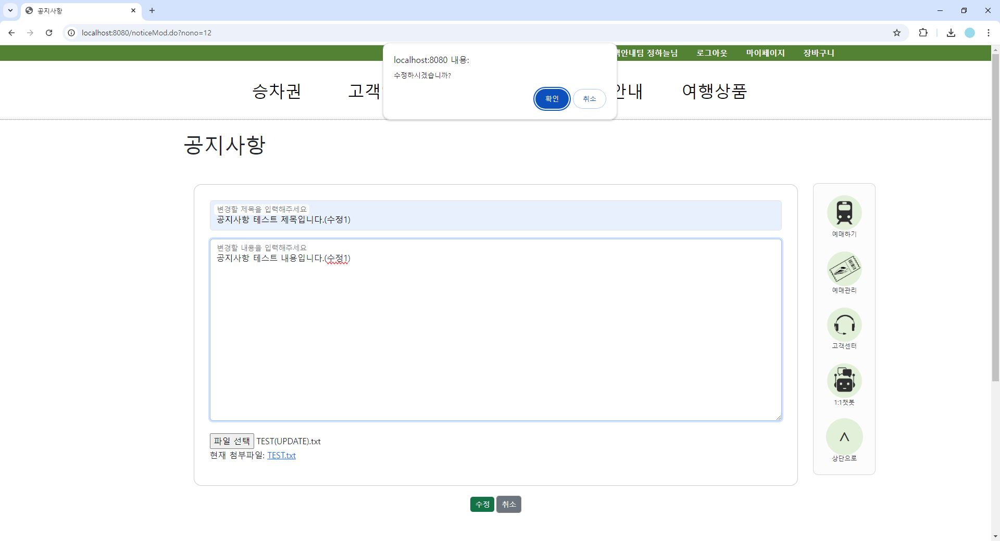 공지사항
localhost:8080/noticeMod.do?nono=12
정하늘님 로그아웃 마이페이지 장바구니
localhost:8080 내용:
수정하시겠습니까?
확인 취소
승차권 고객 안내 여행상품
공지사항
변경할 제목을 입력해주세요
공지사항 테스트 제목입니다.(수정1)
변경할 내용을 입력해주세요
공지사항 테스트 내용입니다.(수정1)
파일 선택 TEST(UPDATE).txt
현재 첨부파일: TEST.txt
수정 취소
예매하기
예매관리
고객센터
1:1챗봇
^
상단으로